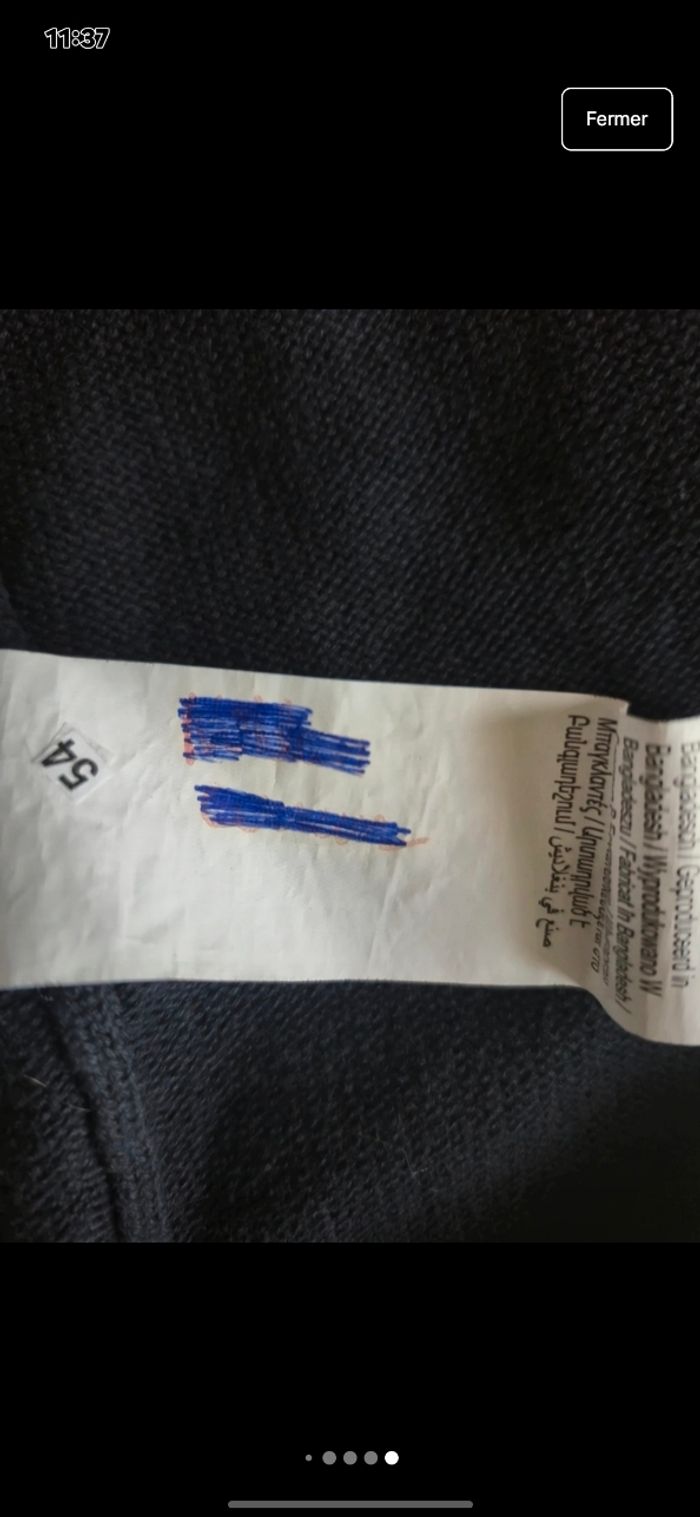 11:37
Fermer
54
صنع في بنغلاديش / Բանգլադեշում
Μπαγκλαντές / Արտադրված է
Bangladeszu / Fabricat în Bangladesh /
Bangladesh / Wyprodukowano W
Bangladesh / Geproduceerd in